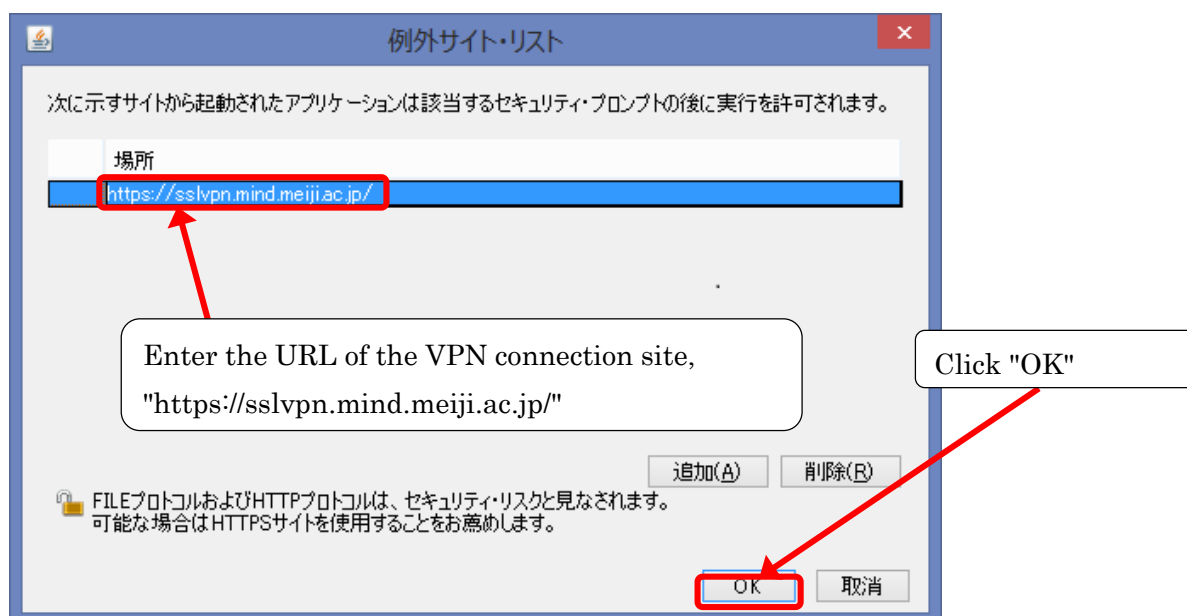 例外サイト・リスト
次に示すサイトから起動されたアプリケーションは該当するセキュリティ・プロンプトの後に実行を許可されます。
場所
https://sslvpn.mind.meiji.ac.jp/
Enter the URL of the VPN connection site,
"https://sslvpn.mind.meiji.ac.jp/"
Click "OK"
追加(A) 削除(R)
FILEプロトコルおよびHTTPプロトコルは、セキュリティ・リスクと見なされます。
可能な場合はHTTPSサイトを使用することをお薦めします。
OK 取消